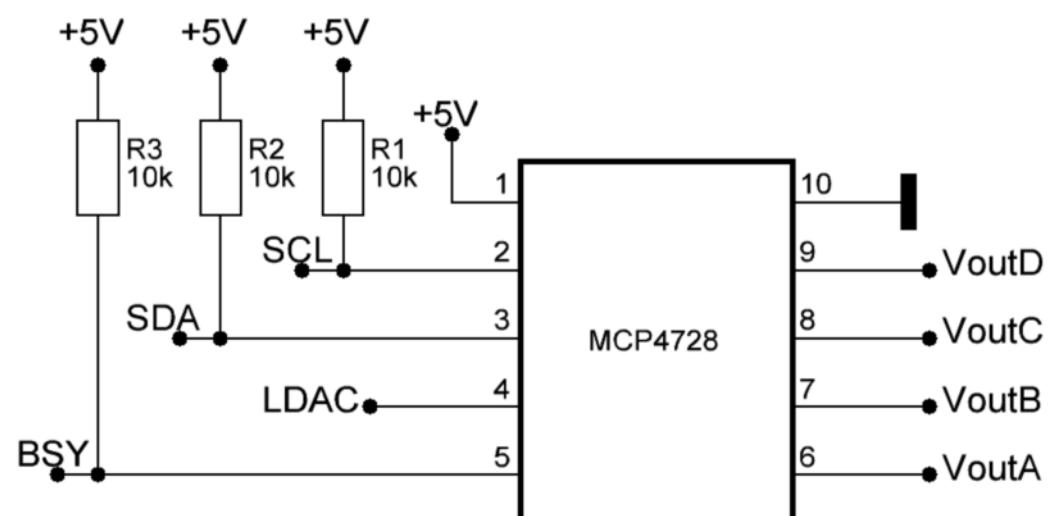 +5V +5V +5V
+5V
R3 R2 R1
10k 10k 10k
1 10
SCL 2 9 VoutD
SDA 3 8 VoutC
MCP4728
LDAC 4 7 VoutB
BSY 5 6 VoutA